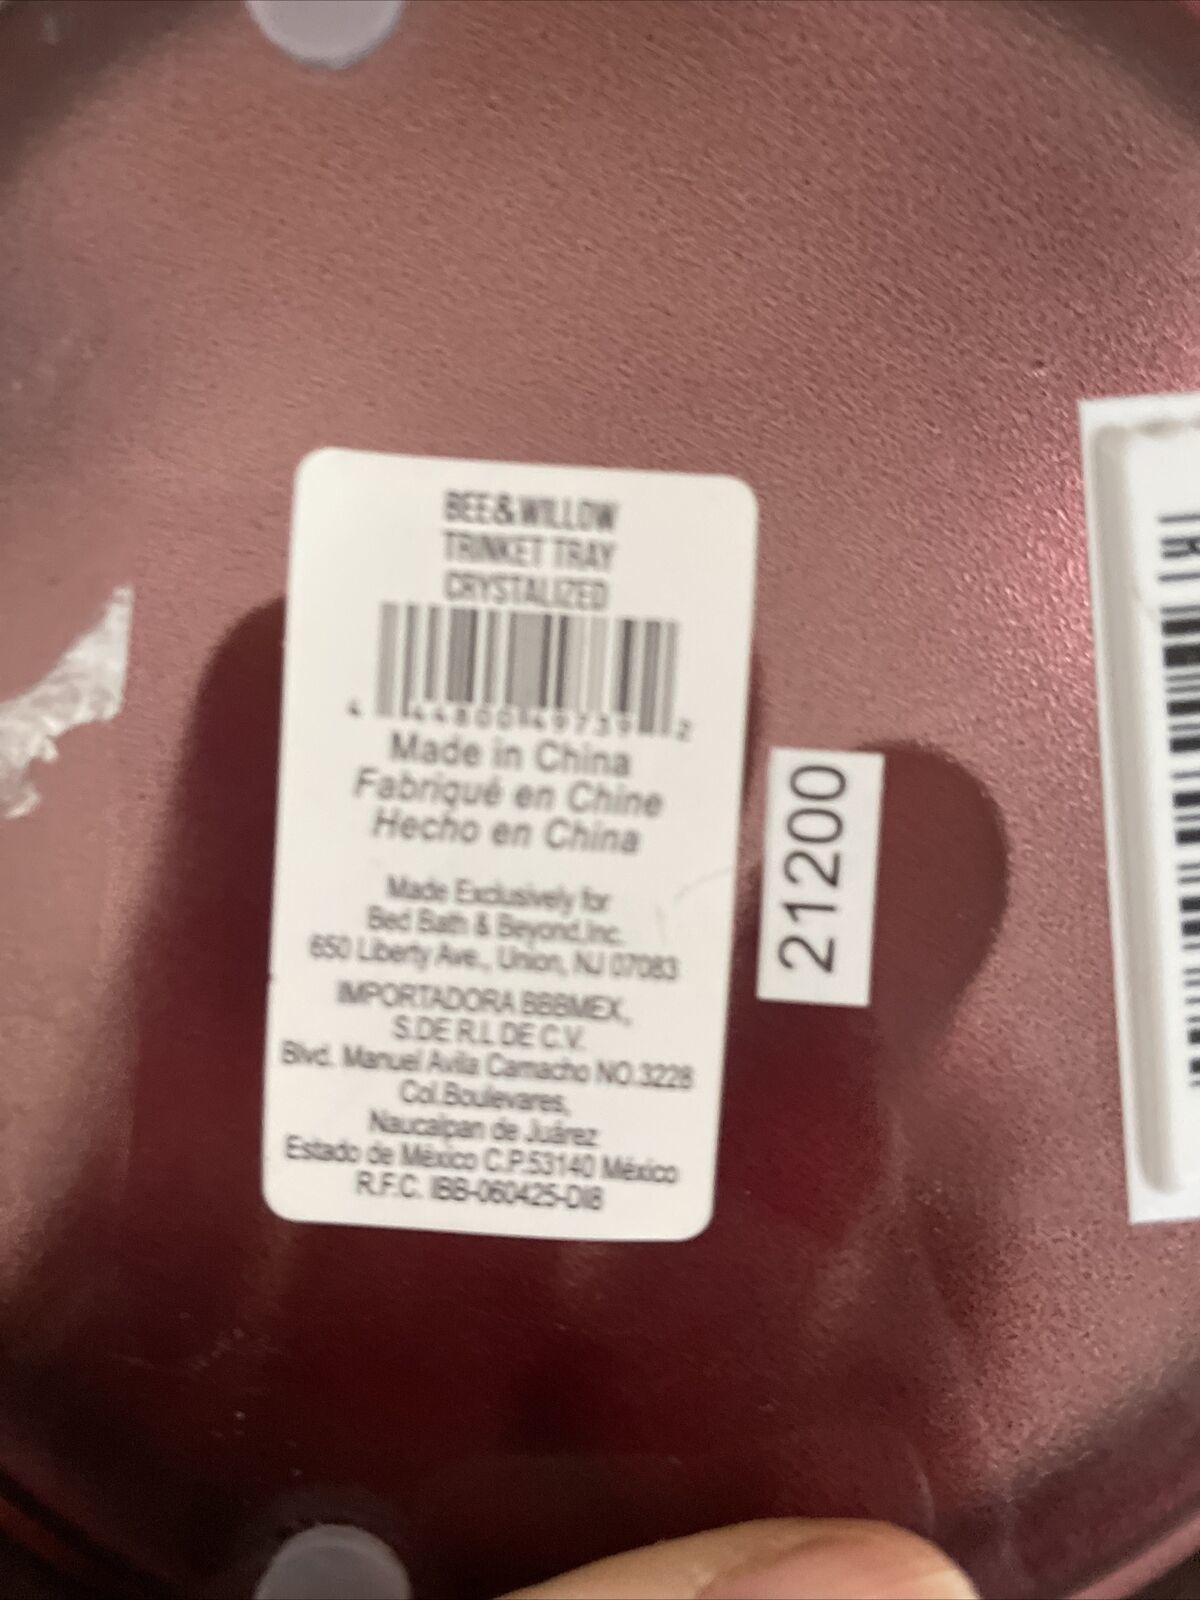 BEE&WILLOW
TRINKET TRAY
CRYSTALIZED
4 44800 49739 2
Made in China
Fabriqué en Chine
Hecho en China
Made Exclusively for
Bed Bath & Beyond.Inc.
650 Liberty Ave., Union, NJ 07083
IMPORTADORA BBBMEX,
S.DE R.L DE C.V.
Blvd. Manuel Avila Camacho NO.3228
Col.Boulevares,
Naucalpan de Juárez
Estado de México C.P.53140 México
R.F.C. IBB-060425-DI8
21200